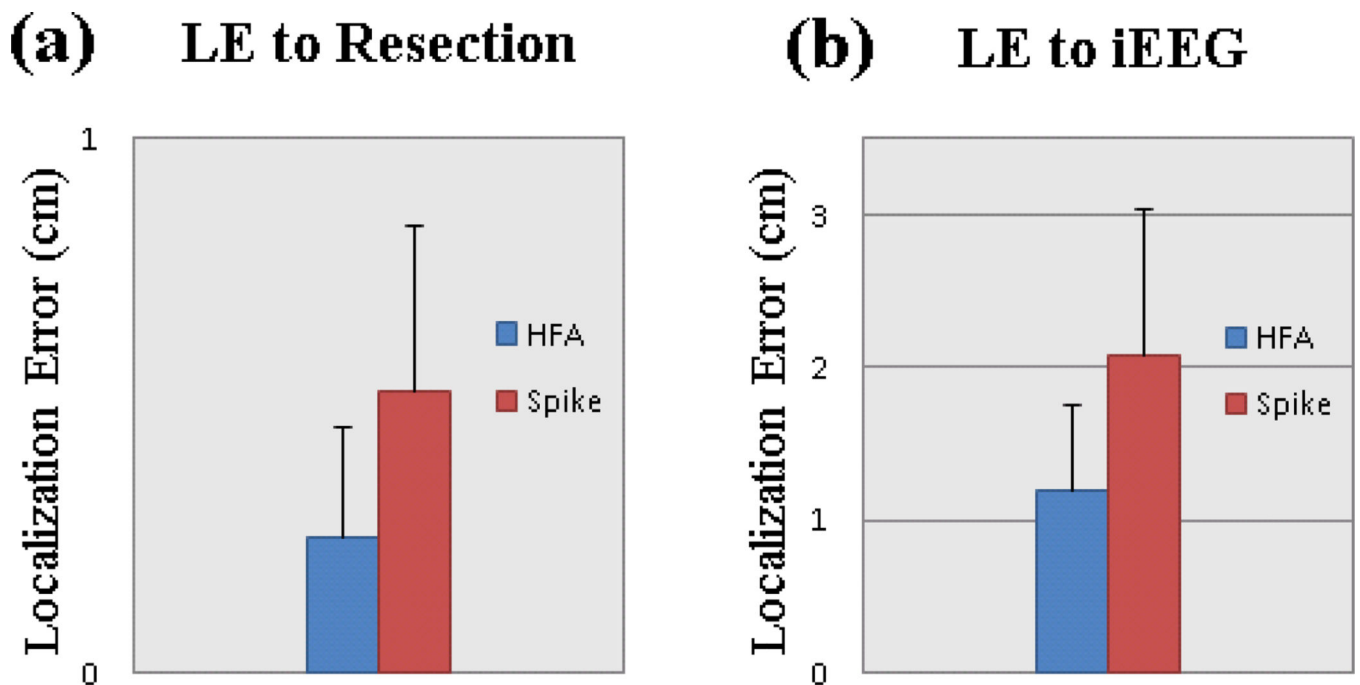 (a) LE to Resection
1
Localization Error (cm)
HFA
Spike
0
(b) LE to iEEG
3
2
1
0
Localization Error (cm)
HFA
Spike